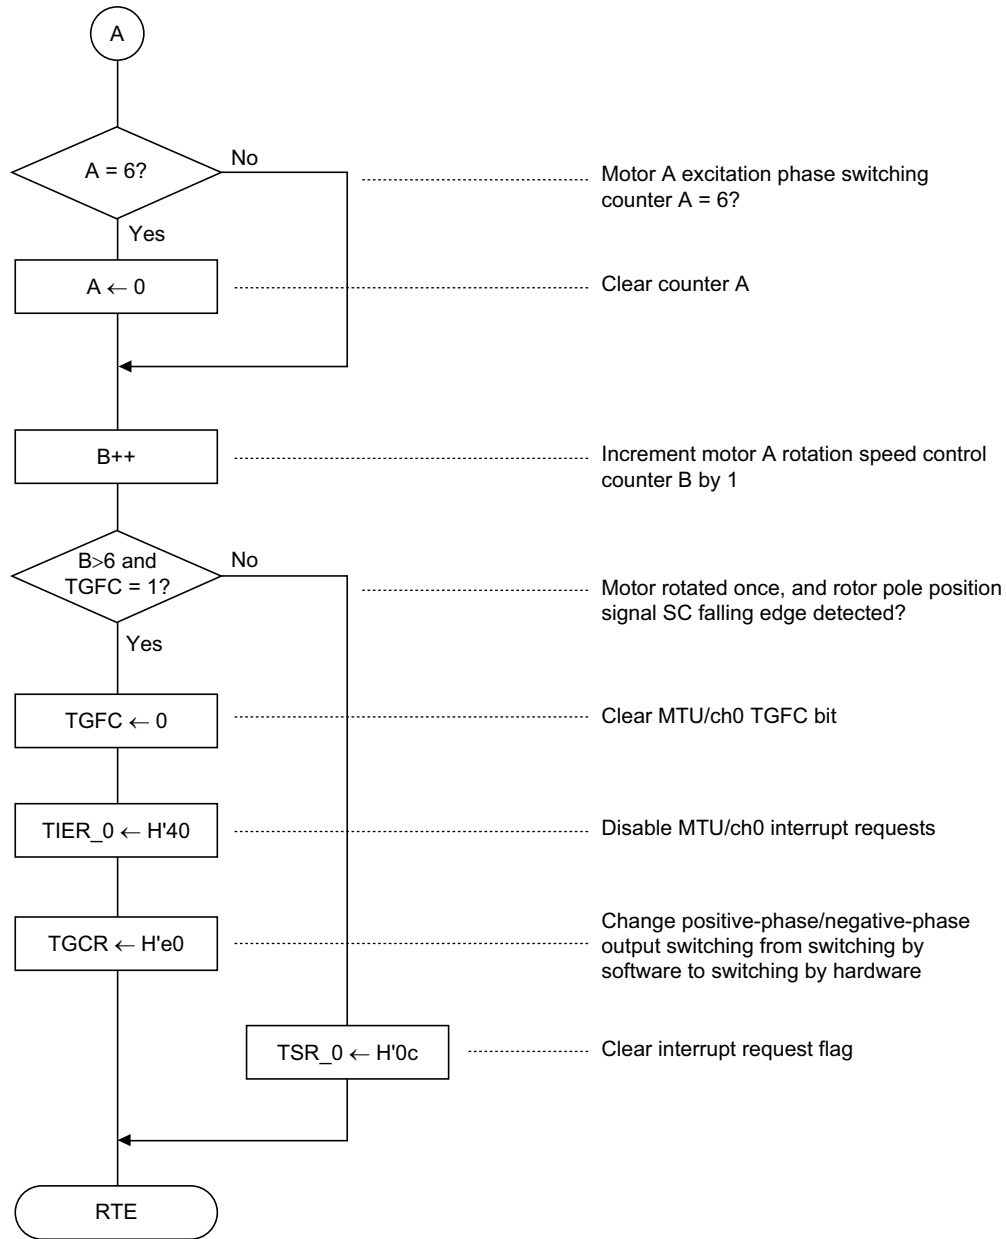 A
A = 6?
No
Motor A excitation phase switching
counter A = 6?
Yes
A ← 0
Clear counter A
B++
Increment motor A rotation speed control
counter B by 1
B>6 and
TGFC = 1?
No
Motor rotated once, and rotor pole position
signal SC falling edge detected?
Yes
TGFC ← 0
Clear MTU/ch0 TGFC bit
TIER_0 ← H'40
Disable MTU/ch0 interrupt requests
TGCR ← H'e0
Change positive-phase/negative-phase
output switching from switching by
software to switching by hardware
TSR_0 ← H'0c
Clear interrupt request flag
RTE